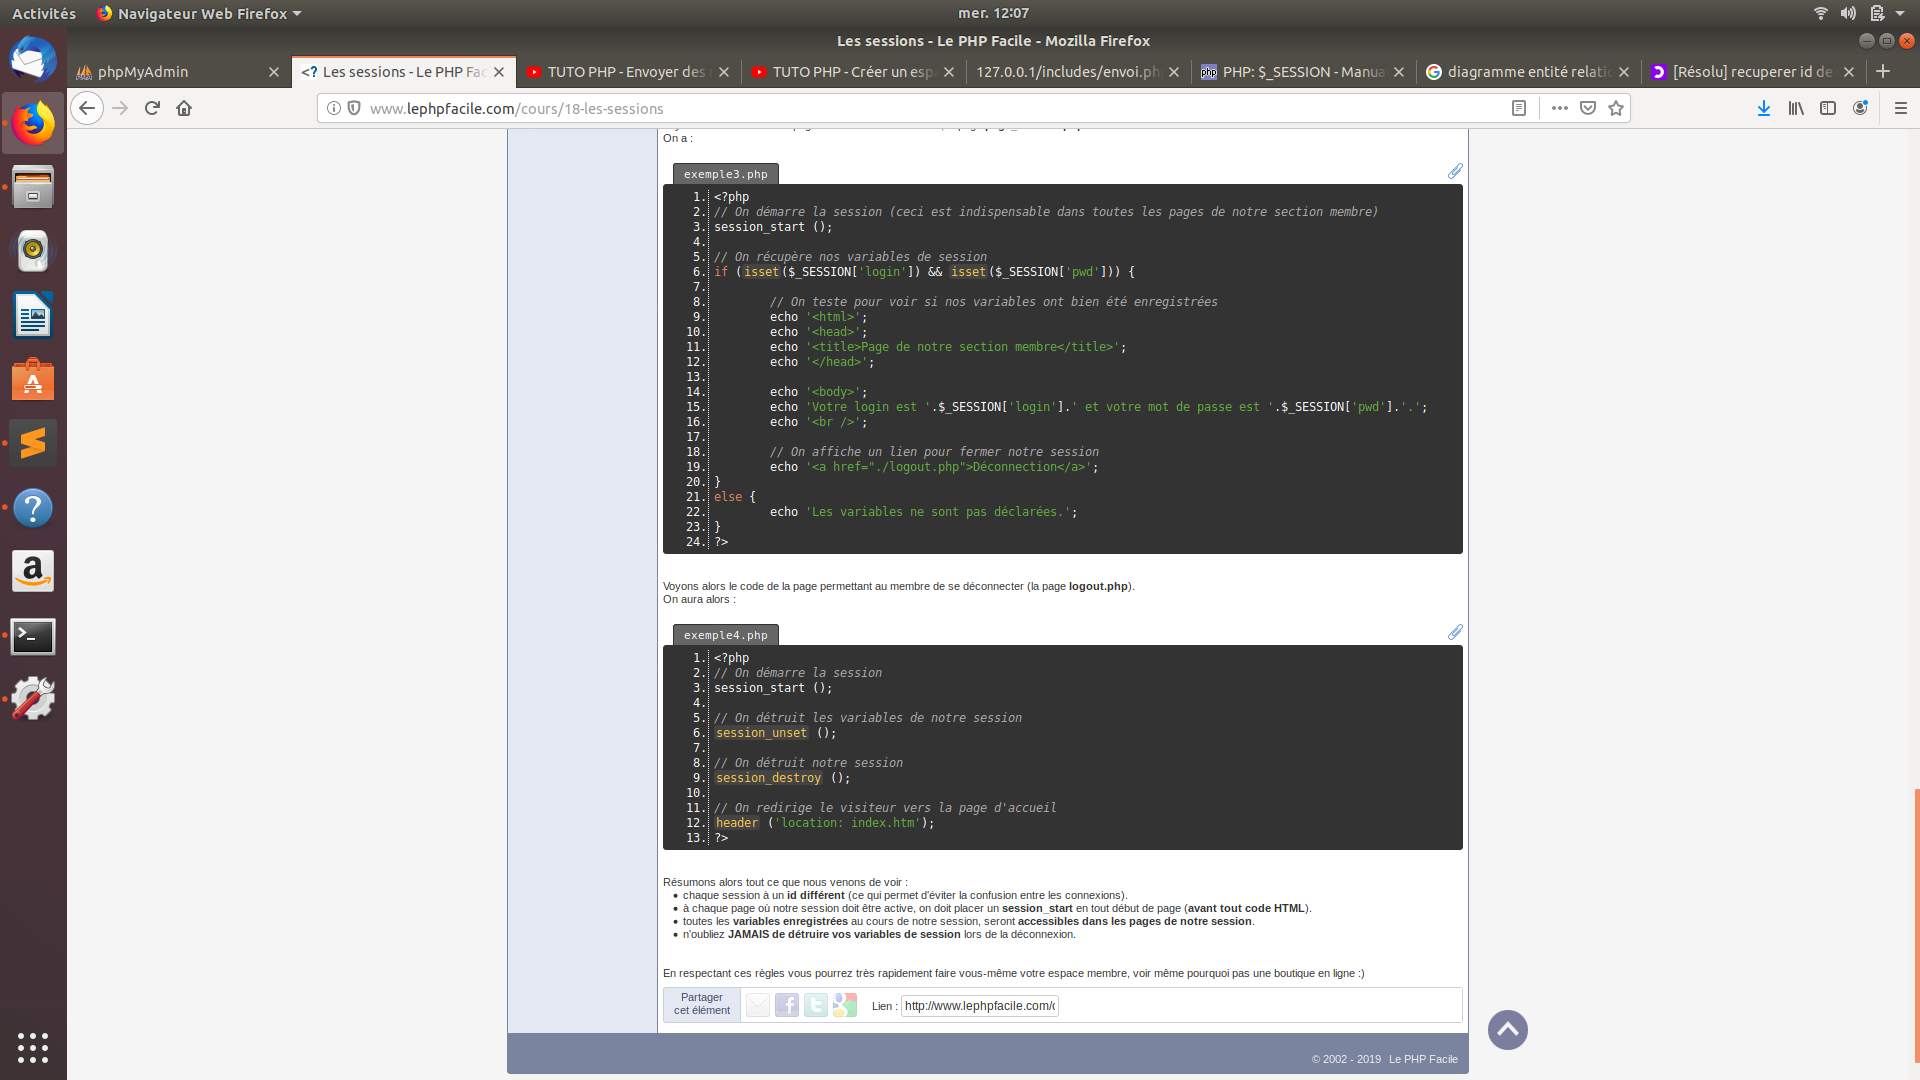 Activités
Navigateur Web Firefox
mer. 12:07
Les sessions - Le PHP Facile - Mozilla Firefox
phpMyAdmin
<? Les sessions - Le PHP Fac
TUTO PHP - Envoyer des
TUTO PHP - Créer un esp
127.0.0.1/includes/envoi.ph
php PHP: $_SESSION - Manua
diagramme entité relati
[Résolu] recuperer id de
www.lephpfacile.com/cours/18-les-sessions
On a :
exemple3.php
1. <?php
2. // On démarre la session (ceci est indispensable dans toutes les pages de notre section membre)
3. session_start ();
4.
5. // On récupère nos variables de session
6. if (isset($_SESSION['login']) && isset($_SESSION['pwd'])) {
7.
8. // On teste pour voir si nos variables ont bien été enregistrées
9. echo '<html>';
10. echo '<head>';
11. echo '<title>Page de notre section membre</title>';
12. echo '</head>';
13.
14. echo '<body>';
15. echo 'Votre login est '.$_SESSION['login'].' et votre mot de passe est '.$_SESSION['pwd'].'.';
16. echo '<br />';
17.
18. // On affiche un lien pour fermer notre session
19. echo '<a href="./logout.php">Déconnection</a>';
20. }
21. else {
22. echo 'Les variables ne sont pas déclarées.';
23. }
24. ?>
Voyons alors le code de la page permettant au membre de se déconnecter (la page logout.php).
On aura alors :
exemple4.php
1. <?php
2. // On démarre la session
3. session_start ();
4.
5. // On détruit les variables de notre session
6. session_unset ();
7.
8. // On détruit notre session
9. session_destroy ();
10.
11. // On redirige le visiteur vers la page d'accueil
12. header ('location: index.htm');
13. ?>
Résumons alors tout ce que nous venons de voir :
• chaque session à un id différent (ce qui permet d'éviter la confusion entre les connexions).
• à chaque page où notre session doit être active, on doit placer un session_start en tout début de page (avant tout code HTML).
• toutes les variables enregistrées au cours de notre session, seront accessibles dans les pages de notre session.
• n'oubliez JAMAIS de détruire vos variables de session lors de la déconnexion.
En respectant ces règles vous pourrez très rapidement faire vous-même votre espace membre, voir même pourquoi pas une boutique en ligne :)
Partager
cet élément
Lien : http://www.lephpfacile.com/c
© 2002 - 2019 Le PHP Facile